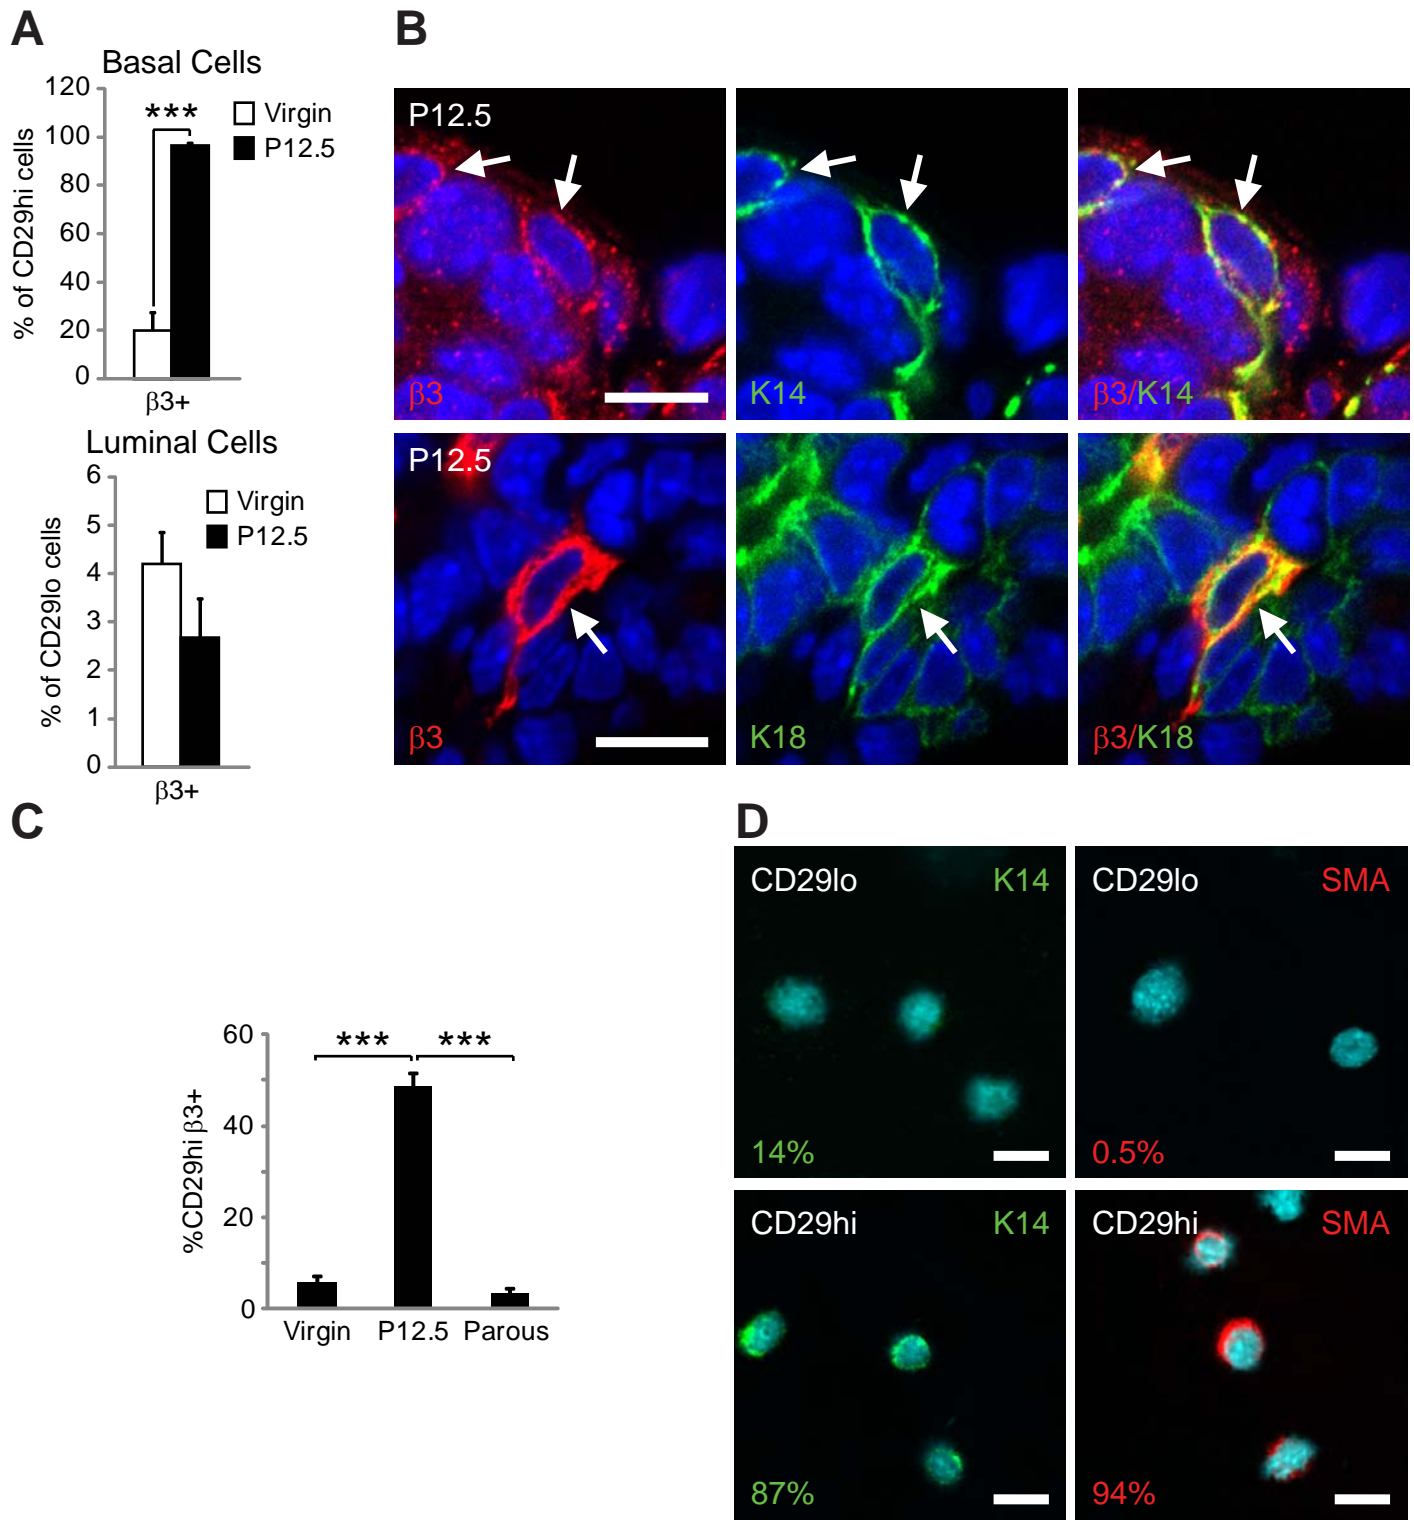 A
Basal Cells
120
100
80
60
40
20
0
% of CD29hi cells
***
Virgin
P12.5
β3+
Luminal Cells
6
5
4
3
2
1
0
% of CD29lo cells
Virgin
P12.5
β3+
B
P12.5
β3
K14
β3/K14
P12.5
β3
K18
β3/K18
C
60
40
20
0
%CD29hi β3+
*** ***
Virgin P12.5 Parous
D
CD29lo K14
14%
CD29lo SMA
0.5%
CD29hi K14
87%
CD29hi SMA
94%